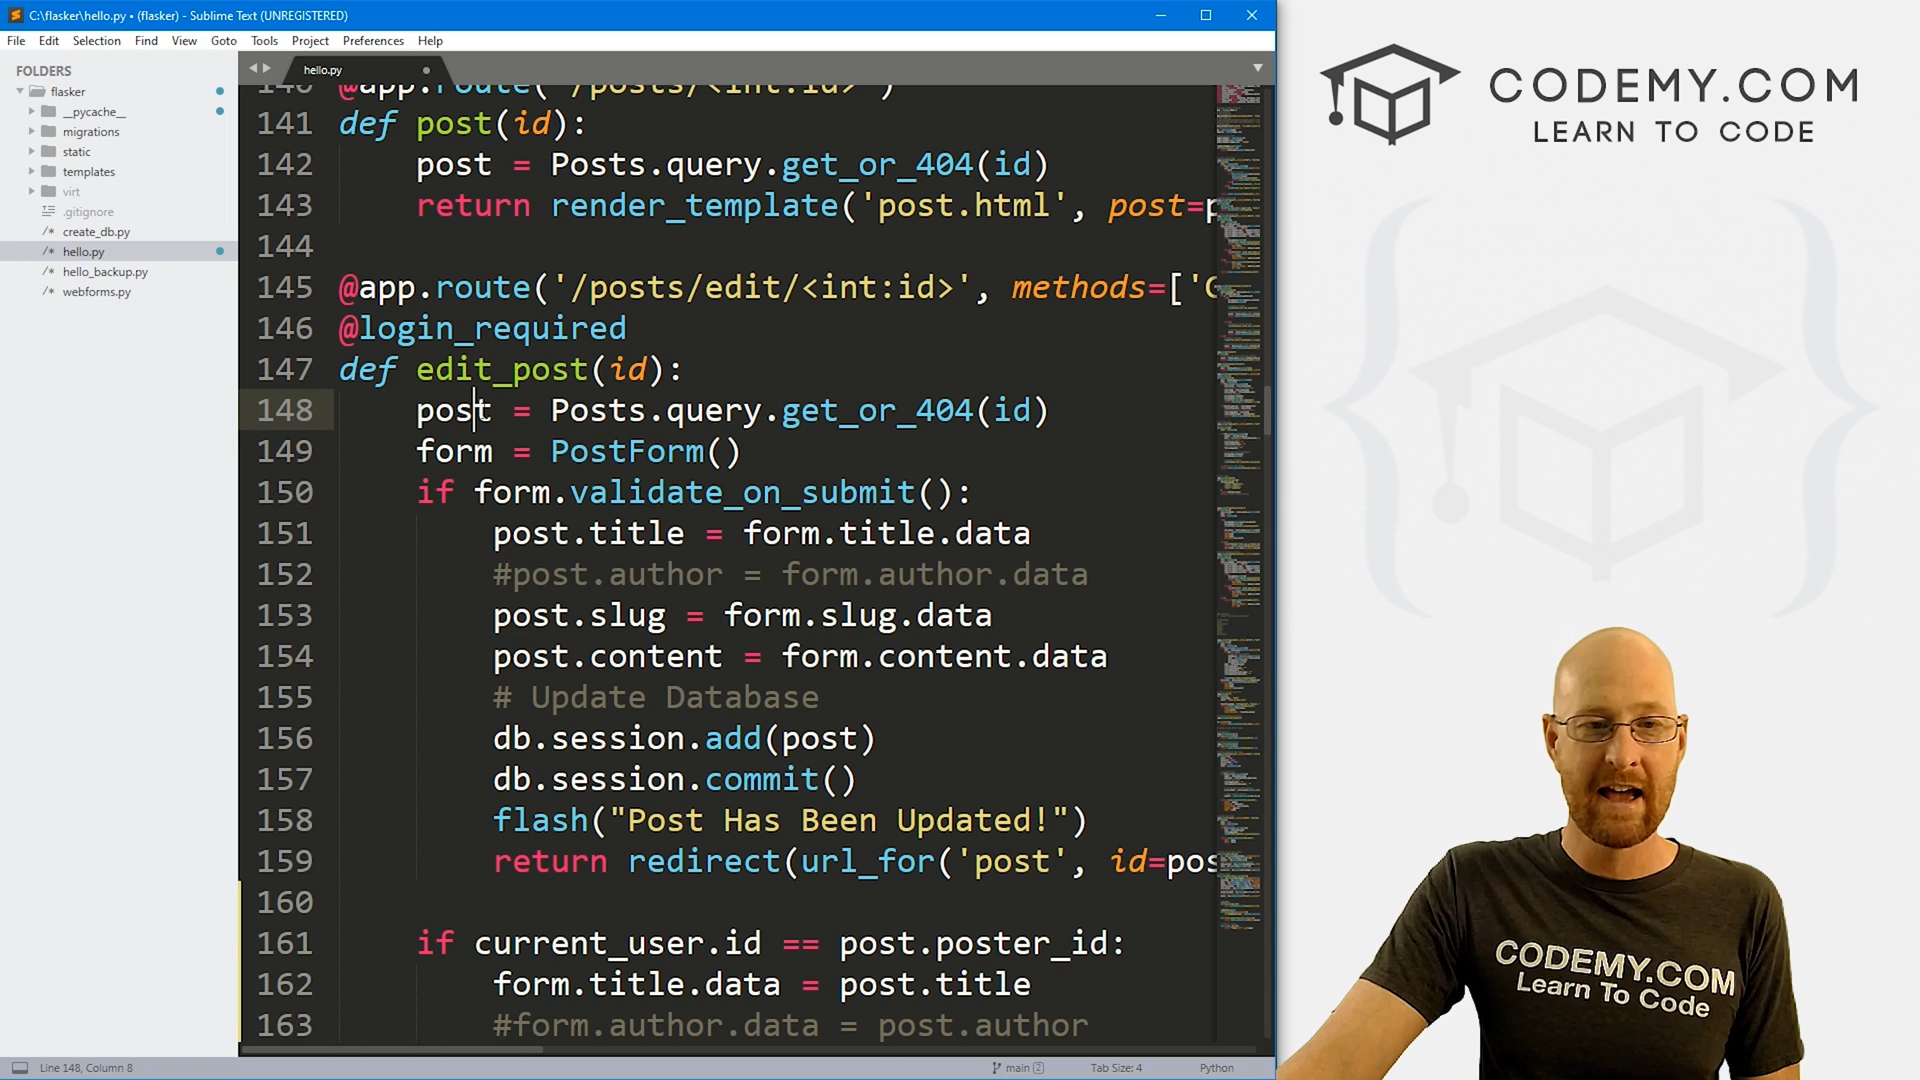 C:\flasker\hello.py • (flasker) - Sublime Text (UNREGISTERED)
File Edit Selection Find View Goto Tools Project Preferences Help
FOLDERS
flasker
__pycache__
migrations
static
templates
virt
.gitignore
create_db.py
hello.py
hello_backup.py
webforms.py
hello.py
140 @app.route('/posts/<int:id>')
141 def post(id):
142 post = Posts.query.get_or_404(id)
143 return render_template('post.html', post=p
144
145 @app.route('/posts/edit/<int:id>', methods=['G
146 @login_required
147 def edit_post(id):
148 post = Posts.query.get_or_404(id)
149 form = PostForm()
150 if form.validate_on_submit():
151 post.title = form.title.data
152 #post.author = form.author.data
153 post.slug = form.slug.data
154 post.content = form.content.data
155 # Update Database
156 db.session.add(post)
157 db.session.commit()
158 flash("Post Has Been Updated!")
159 return redirect(url_for('post', id=pos
160
161 if current_user.id == post.poster_id:
162 form.title.data = post.title
163 #form.author.data = post.author
Line 148, Column 8
main 2
Tab Size: 4
Python
CODEMY.COM
LEARN TO CODE
CODEMY.COM
Learn To Code